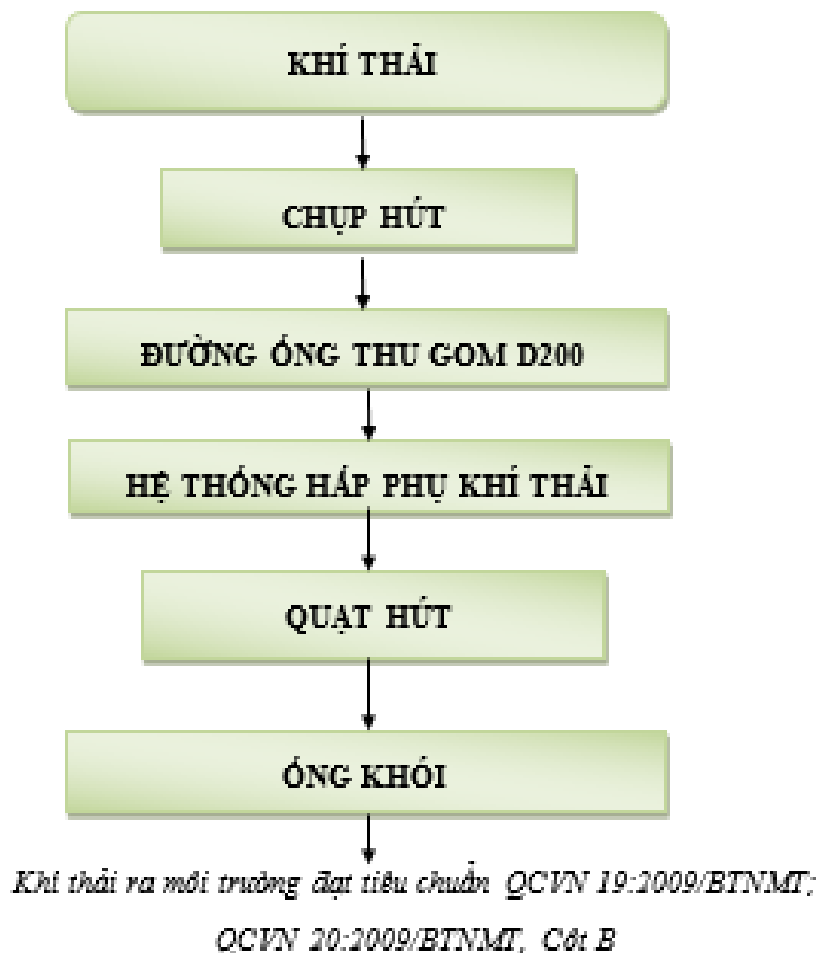 KHÍ THẢI
CHỤP HÚT
ĐƯỜNG ỐNG THU GOM D200
HỆ THỐNG HẤP PHỤ KHÍ THẢI
QUẠT HÚT
ỐNG KHÓI
Khí thải ra môi trường đạt tiêu chuẩn QCVN 19:2009/BTNMT;
QCVN 20:2009/BTNMT, Cột B